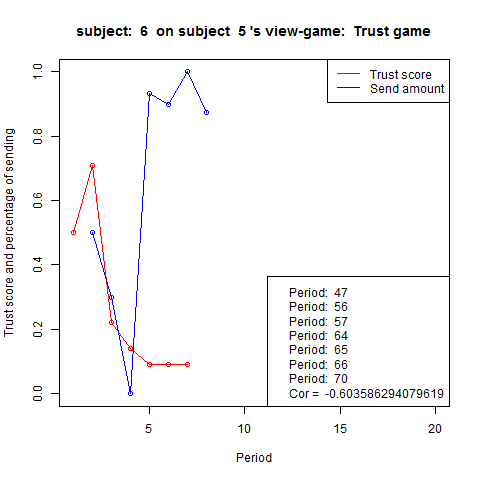 subject:  6  on subject  5 's view-game:  Trust game
Trust score
Send amount
Trust score and percentage of sending
1.0
0.8
0.6
0.4
0.2
0.0
Period:  47
Period:  56
Period:  57
Period:  64
Period:  65
Period:  66
Period:  70
Cor =  -0.603586294079619
5 10 15 20
Period